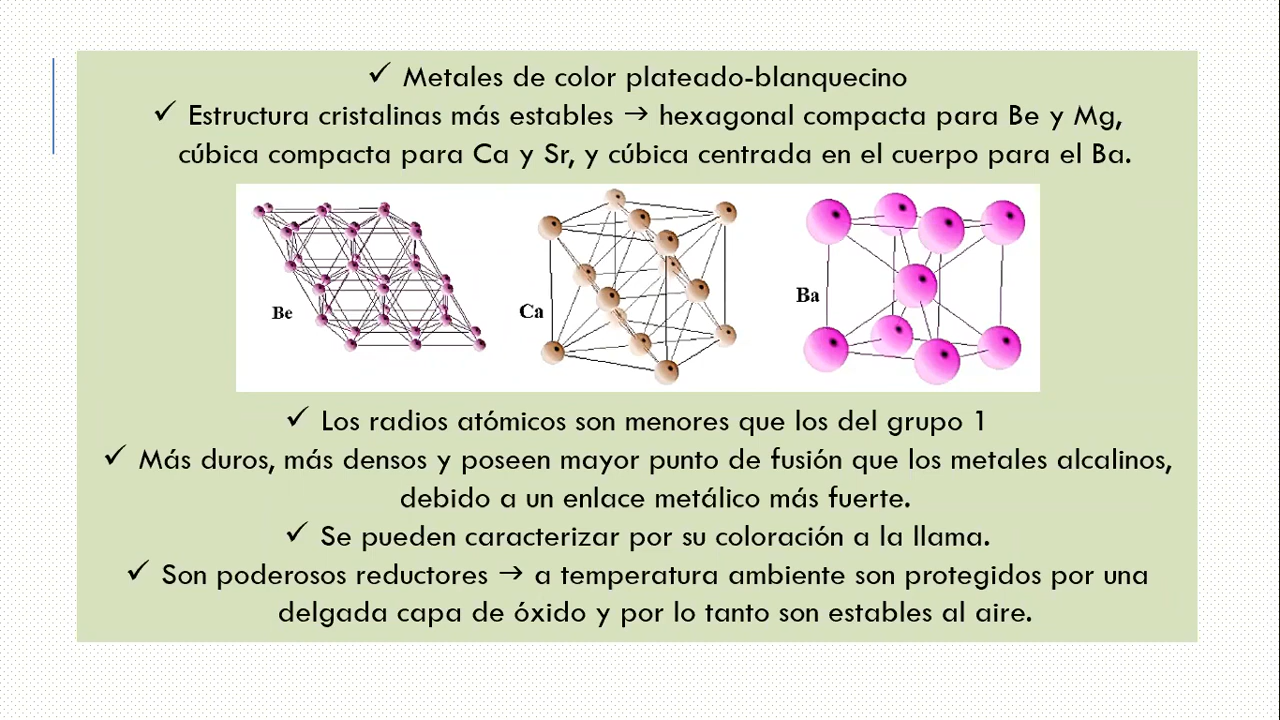 ✓ Metales de color plateado-blanquecino
✓ Estructura cristalinas más estables → hexagonal compacta para Be y Mg,
cúbica compacta para Ca y Sr, y cúbica centrada en el cuerpo para el Ba.
Be
Ca
Ba
✓ Los radios atómicos son menores que los del grupo 1
✓ Más duros, más densos y poseen mayor punto de fusión que los metales alcalinos,
debido a un enlace metálico más fuerte.
✓ Se pueden caracterizar por su coloración a la llama.
✓ Son poderosos reductores → a temperatura ambiente son protegidos por una
delgada capa de óxido y por lo tanto son estables al aire.